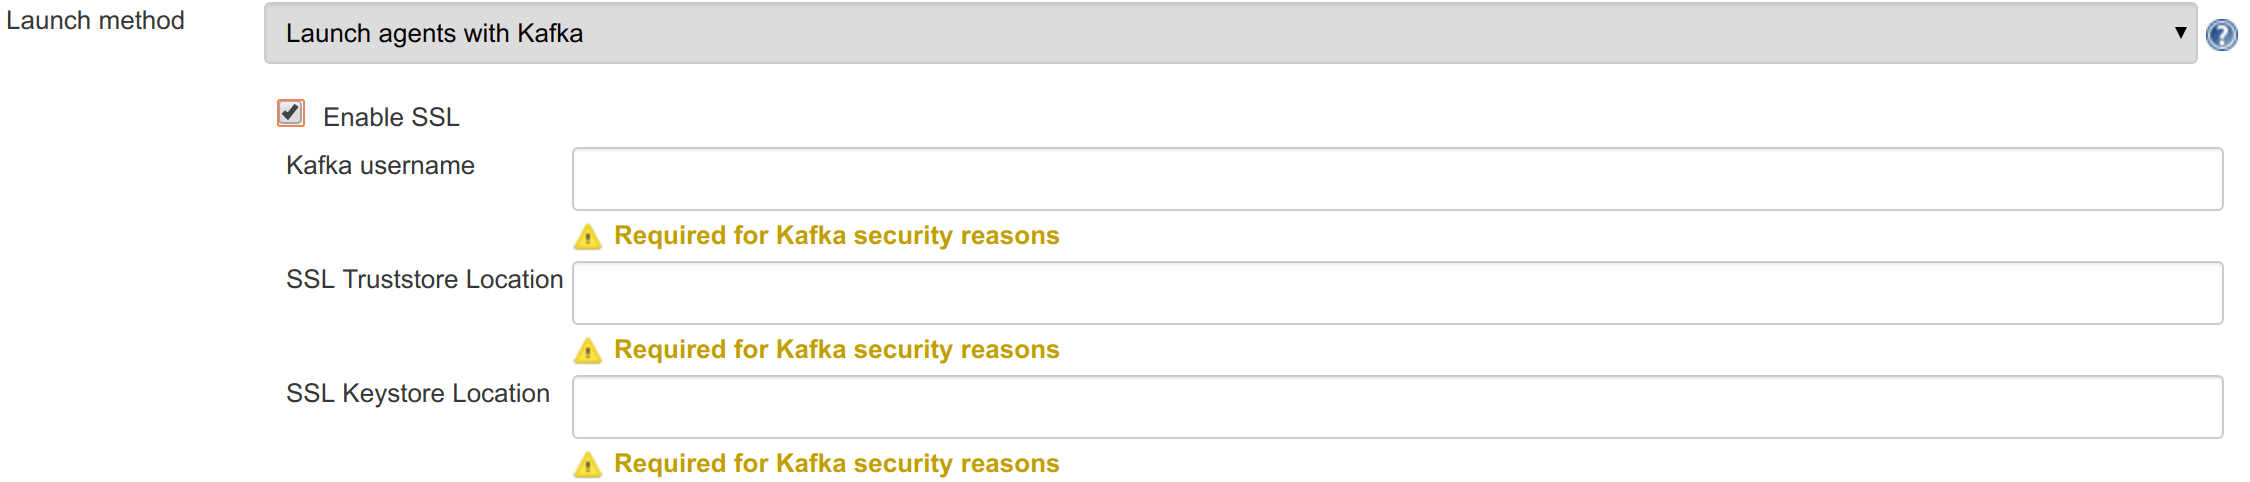 Launch method
Launch agents with Kafka
Enable SSL
Kafka username
Required for Kafka security reasons
SSL Truststore Location
Required for Kafka security reasons
SSL Keystore Location
Required for Kafka security reasons